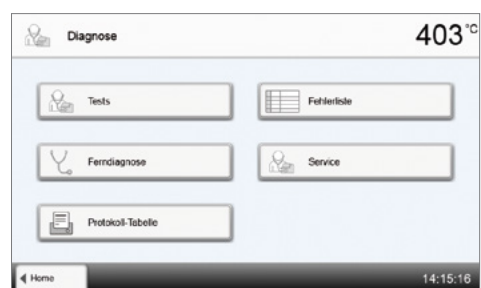 Diagnose
403 °C
Tests
Fehlerliste
Ferndiagnose
Service
Protokoll-Tabelle
Home
14:15:16